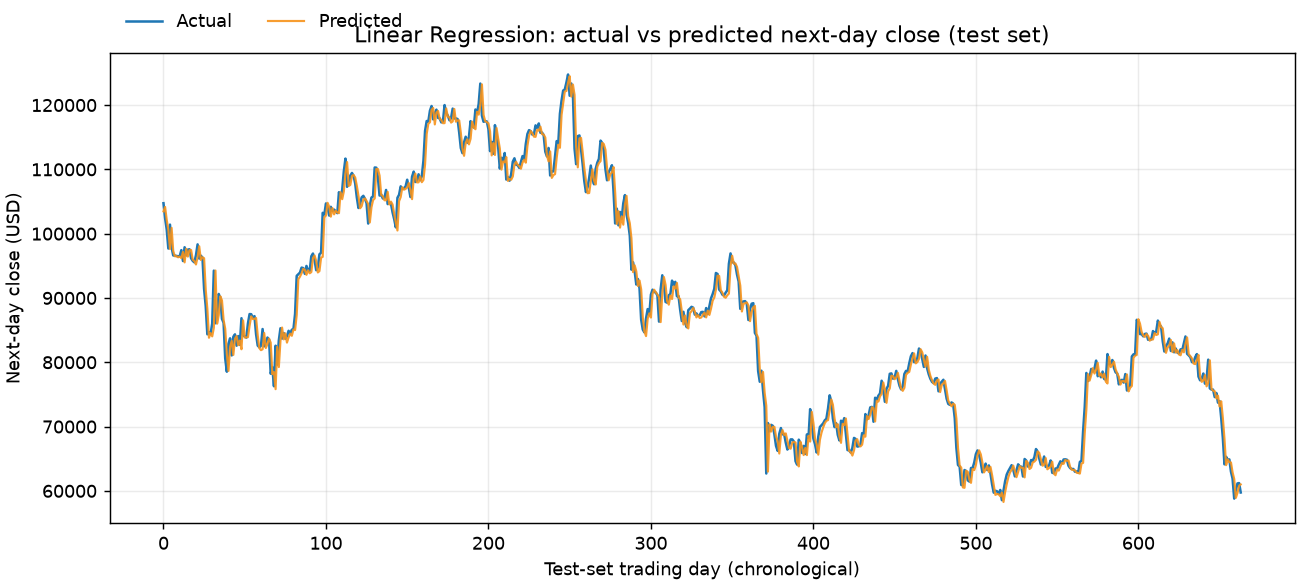 Actual Predicted
Linear Regression: actual vs predicted next-day close (test set)
Next-day close (USD)
120000
110000
100000
90000
80000
70000
60000
0 100 200 300 400 500 600
Test-set trading day (chronological)